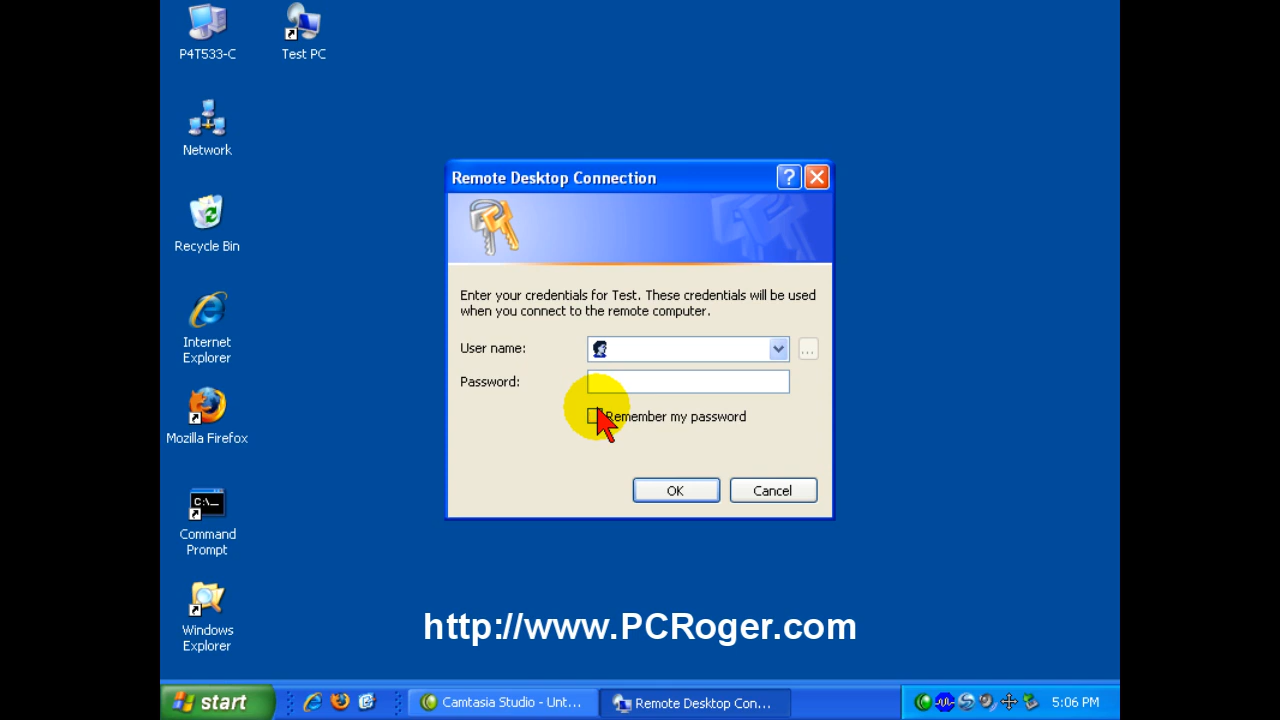 P4T533-C
Test PC
Network
Recycle Bin
Internet
Explorer
Mozilla Firefox
C:\_
Command
Prompt
Windows
Explorer
Remote Desktop Connection
?
Enter your credentials for Test. These credentials will be used
when you connect to the remote computer.
User name:
...
Password:
Remember my password
OK
Cancel
http://www.PCRoger.com
start
Camtasia Studio - Unt...
Remote Desktop Con...
5:06 PM